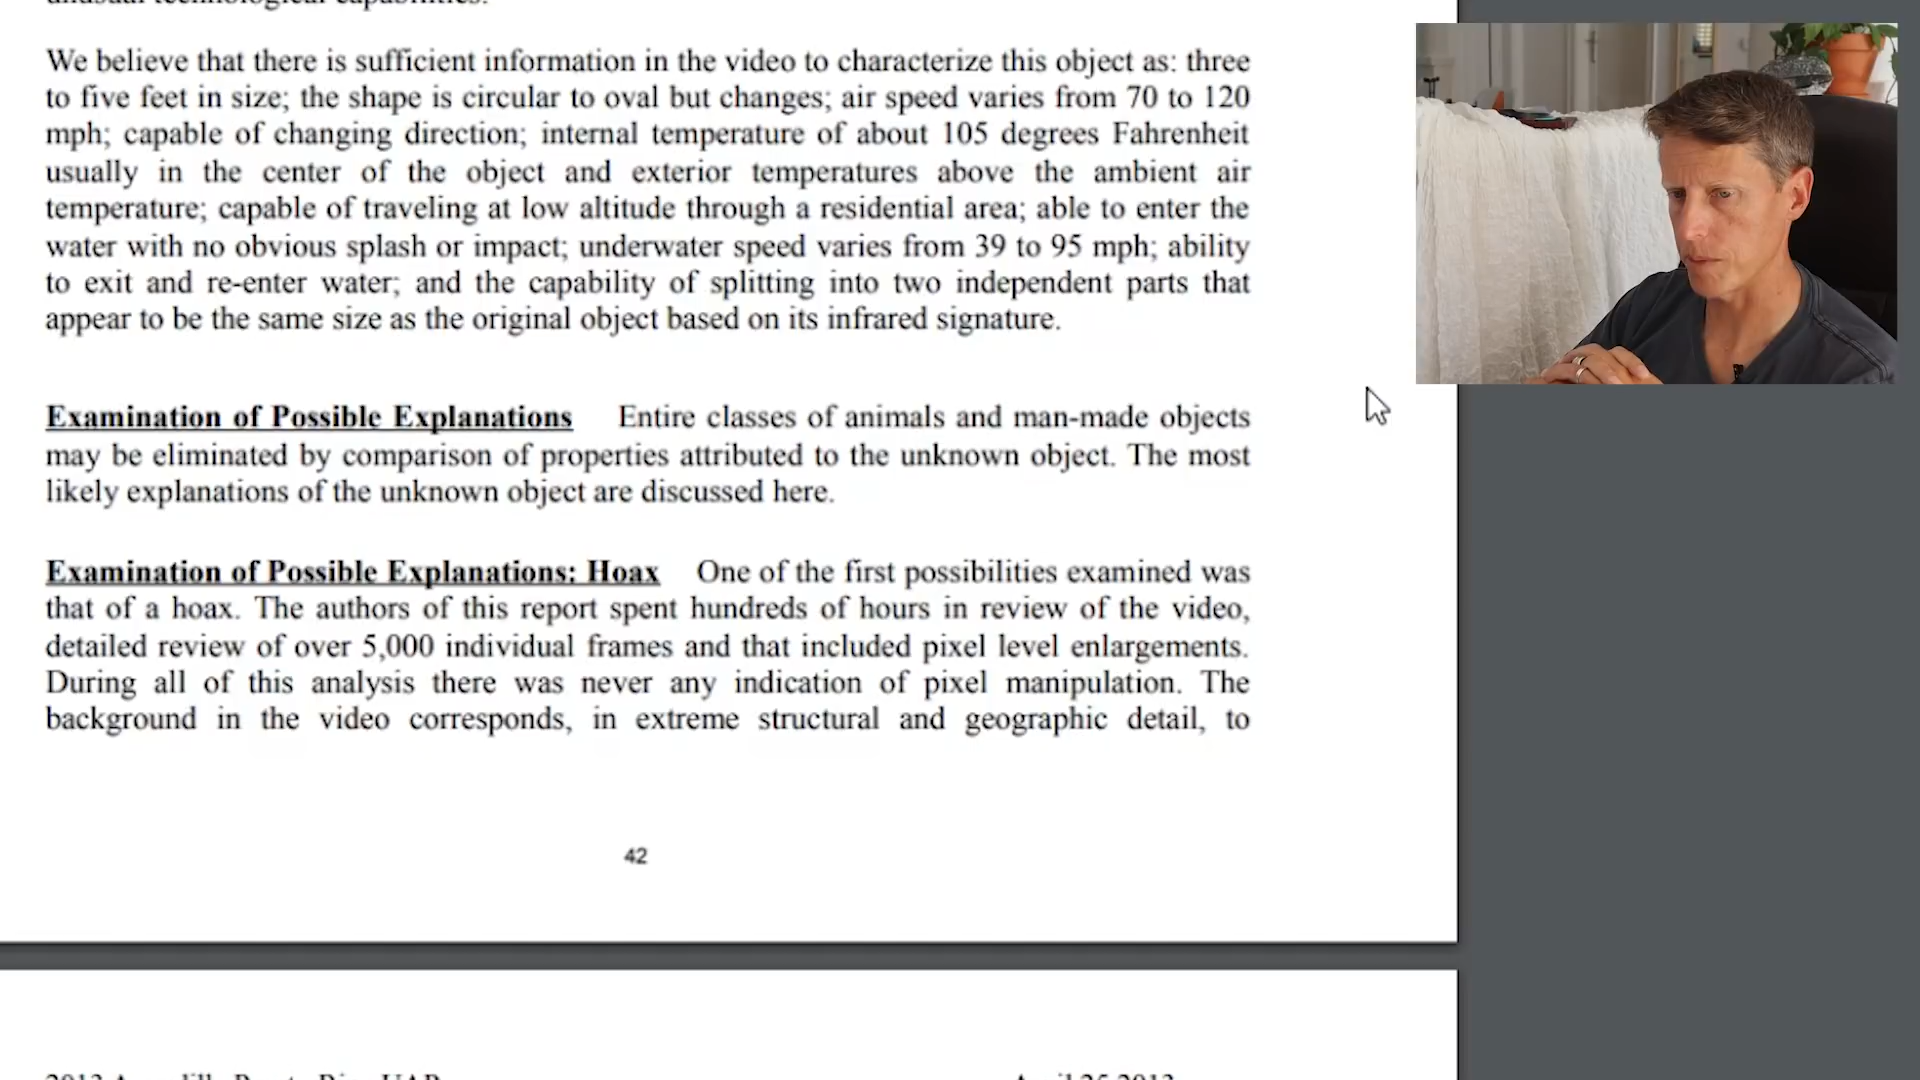 unusual technological capabilities.
We believe that there is sufficient information in the video to characterize this object as: three
to five feet in size; the shape is circular to oval but changes; air speed varies from 70 to 120
mph; capable of changing direction; internal temperature of about 105 degrees Fahrenheit
usually in the center of the object and exterior temperatures above the ambient air
temperature; capable of traveling at low altitude through a residential area; able to enter the
water with no obvious splash or impact; underwater speed varies from 39 to 95 mph; ability
to exit and re-enter water; and the capability of splitting into two independent parts that
appear to be the same size as the original object based on its infrared signature.
Examination of Possible Explanations Entire classes of animals and man-made objects
may be eliminated by comparison of properties attributed to the unknown object. The most
likely explanations of the unknown object are discussed here.
Examination of Possible Explanations: Hoax One of the first possibilities examined was
that of a hoax. The authors of this report spent hundreds of hours in review of the video,
detailed review of over 5,000 individual frames and that included pixel level enlargements.
During all of this analysis there was never any indication of pixel manipulation. The
background in the video corresponds, in extreme structural and geographic detail, to
42